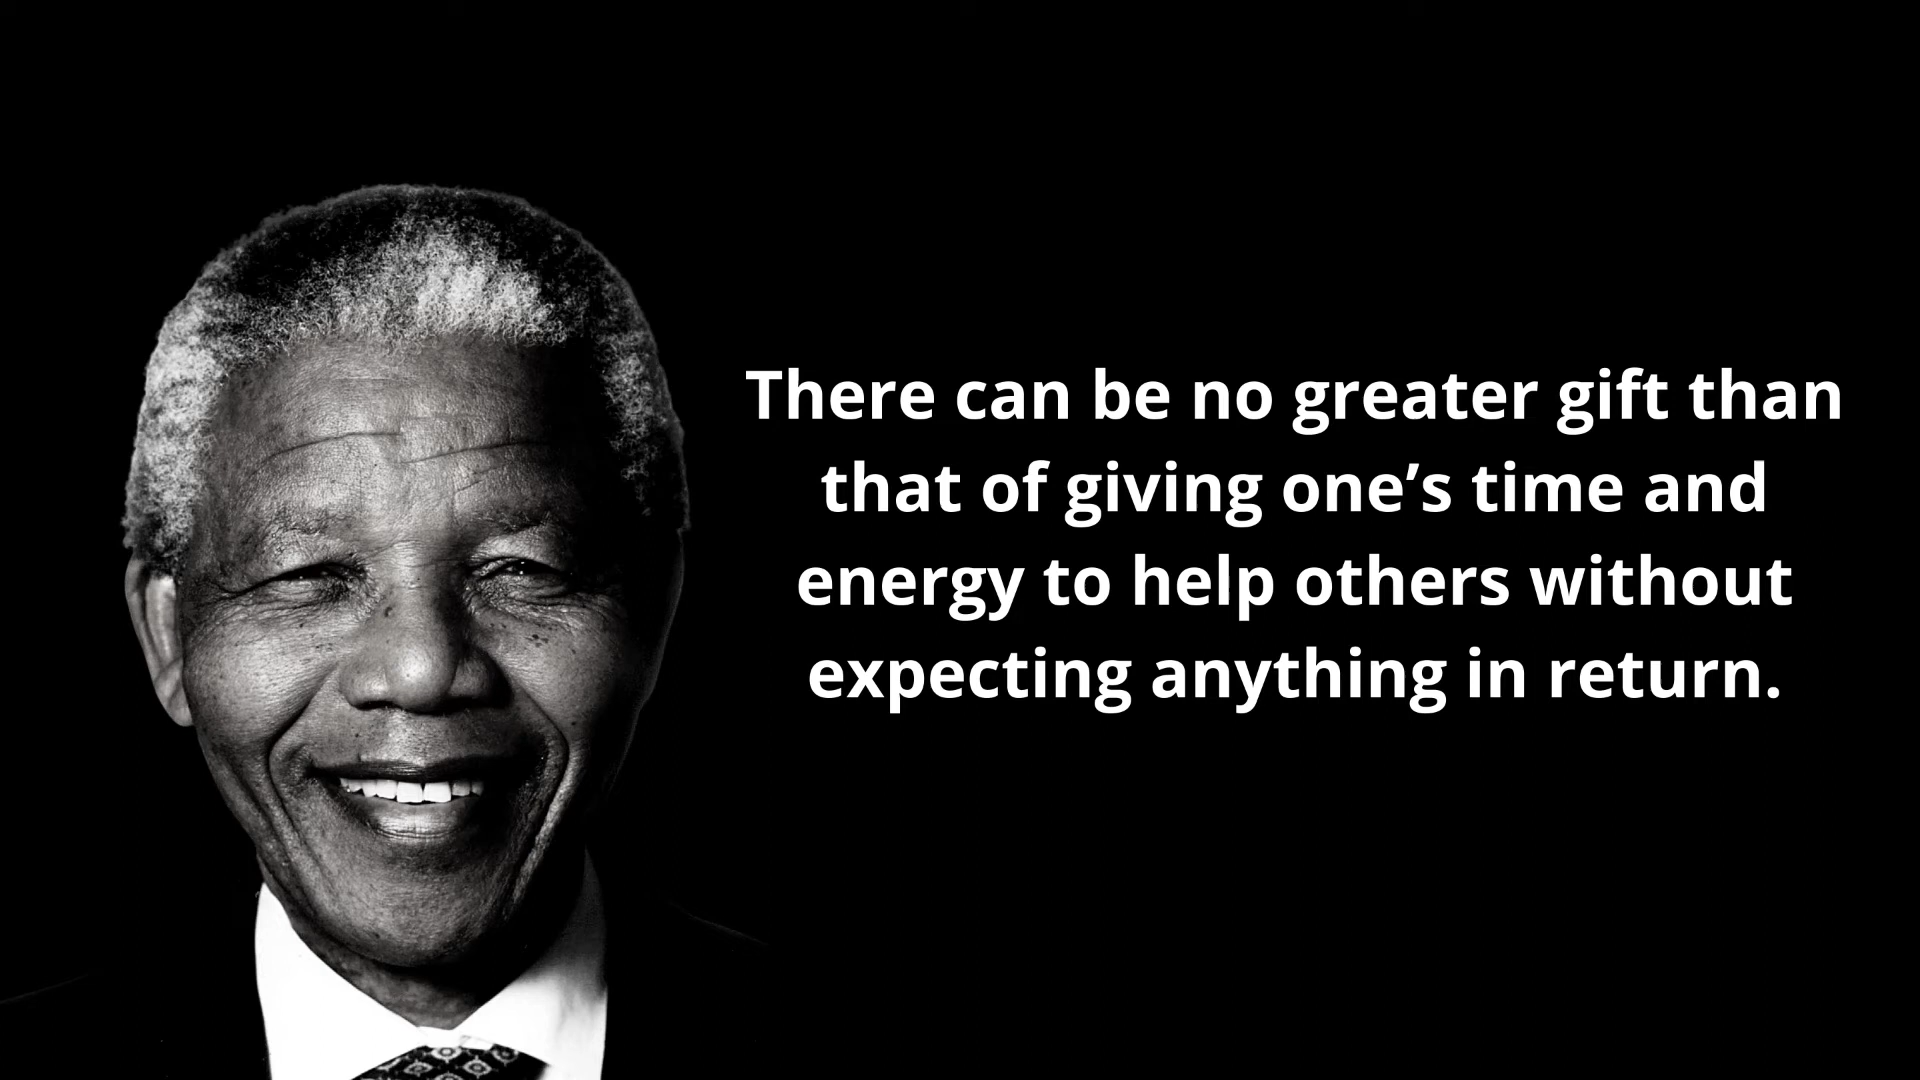 There can be no greater gift than
that of giving one’s time and
energy to help others without
expecting anything in return.